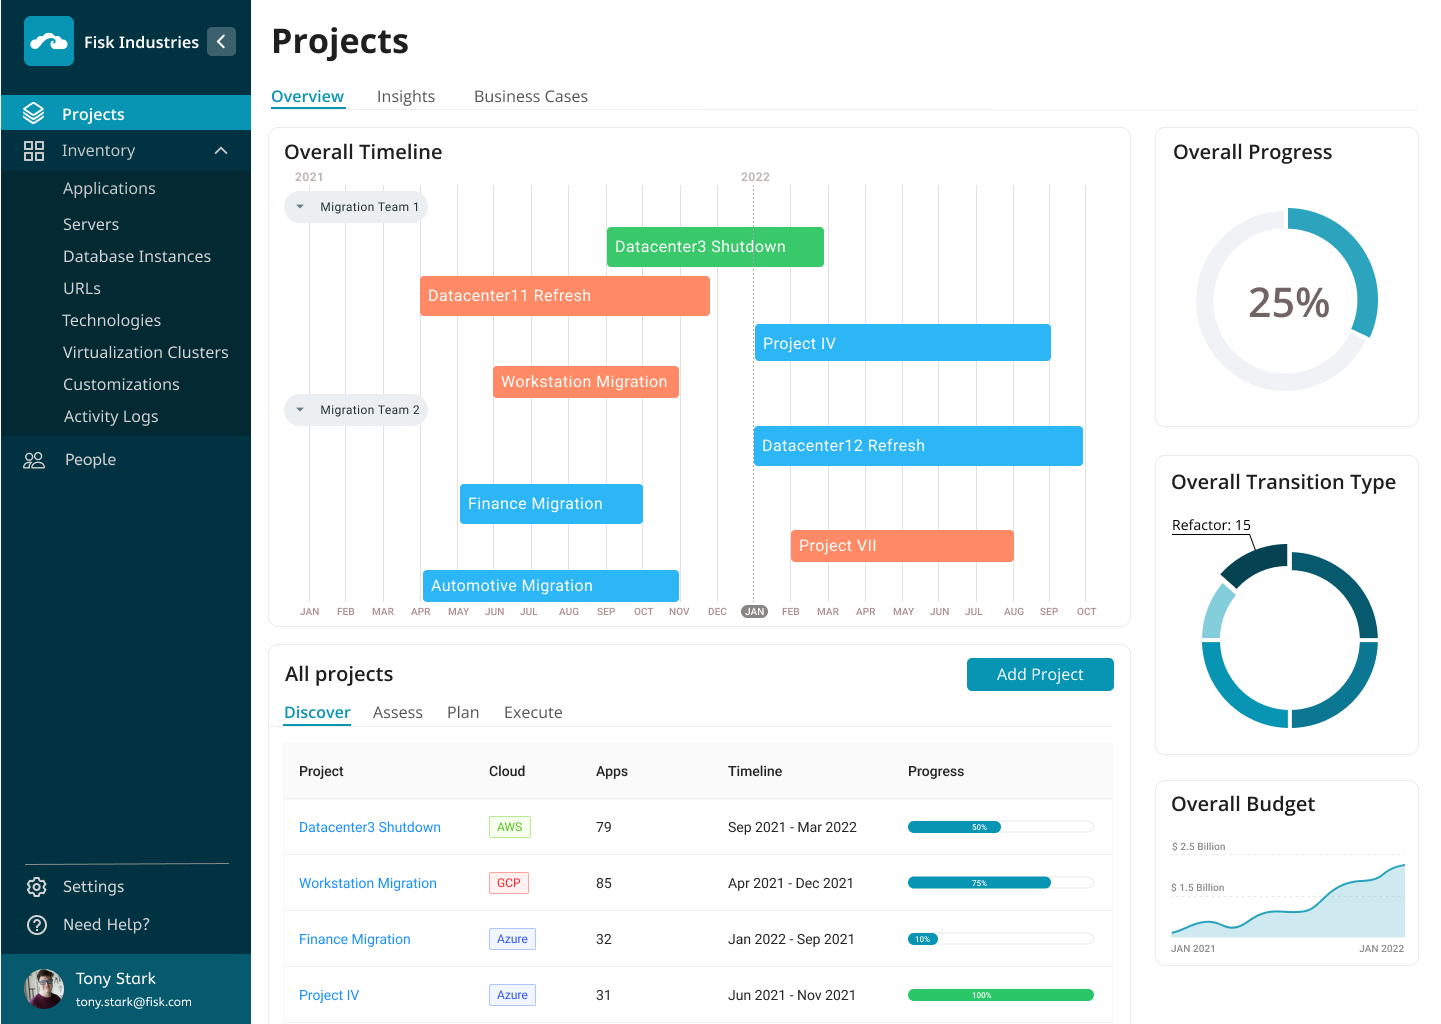 Fisk Industries
Projects
Inventory
Applications
Servers
Database Instances
URLs
Technologies
Virtualization Clusters
Customizations
Activity Logs
People
Settings
Need Help?
Tony Stark
tony.stark@fisk.com
Projects
Overview Insights Business Cases
Overall Timeline
2021 2022
Migration Team 1
Datacenter3 Shutdown
Datacenter11 Refresh
Project IV
Workstation Migration
Migration Team 2
Datacenter12 Refresh
Finance Migration
Project VII
Automotive Migration
JAN FEB MAR APR MAY JUN JUL AUG SEP OCT NOV DEC JAN FEB MAR APR MAY JUN JUL AUG SEP OCT
All projects
Add Project
Discover Assess Plan Execute
Project Cloud Apps Timeline Progress
Datacenter3 Shutdown AWS 79 Sep 2021 - Mar 2022 50%
Workstation Migration GCP 85 Apr 2021 - Dec 2021 75%
Finance Migration Azure 32 Jan 2022 - Sep 2021 10%
Project IV Azure 31 Jun 2021 - Nov 2021 100%
Overall Progress
25%
Overall Transition Type
Refactor: 15
Overall Budget
$ 2.5 Billion
$ 1.5 Billion
JAN 2021 JAN 2022